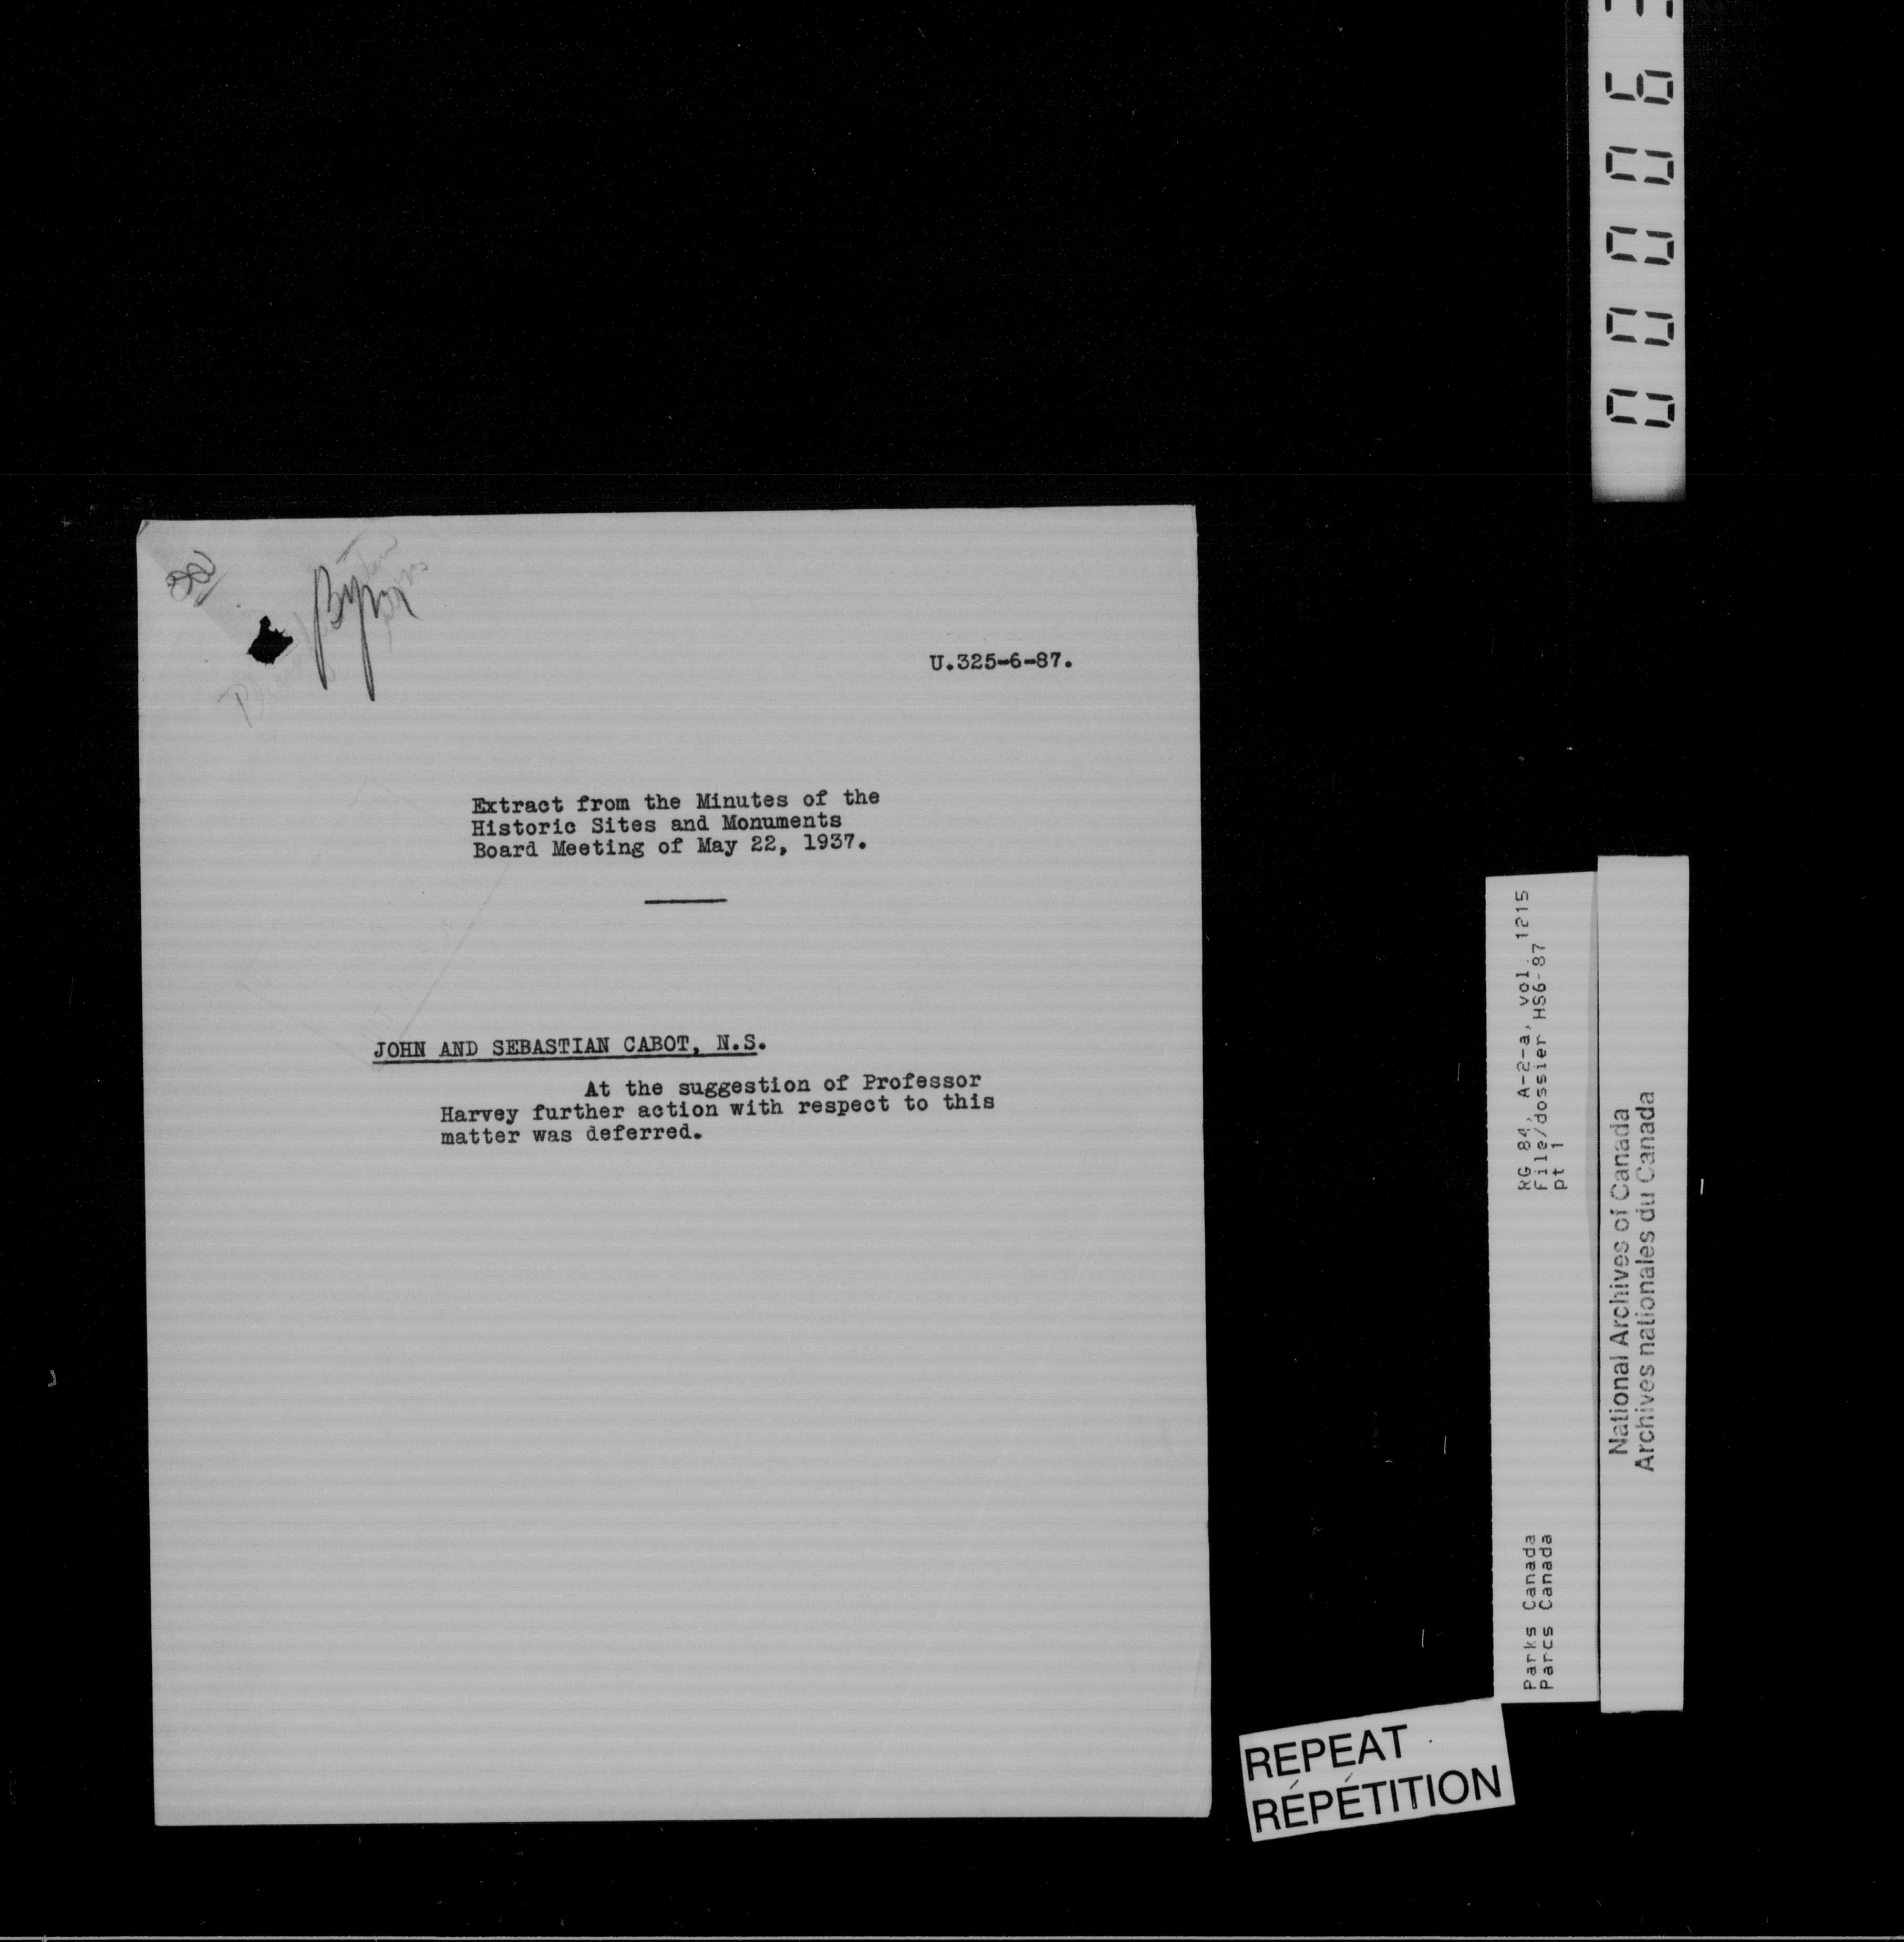 U.325-6-87.
Extract from the Minutes of the
Historic Sites and Monuments
Board Meeting of May 22, 1937.
JOHN AND SEBASTIAN CABOT, N.S.
At the suggestion of Professor
Harvey further action with respect to this
matter was deferred.
RG 84, A-2-a, vol. 1215
File/dossier HS6-87
pt 1
Parks Canada
Parcs Canada
National Archives of Canada
Archives nationales du Canada
REPEAT
RÉPÉTITION